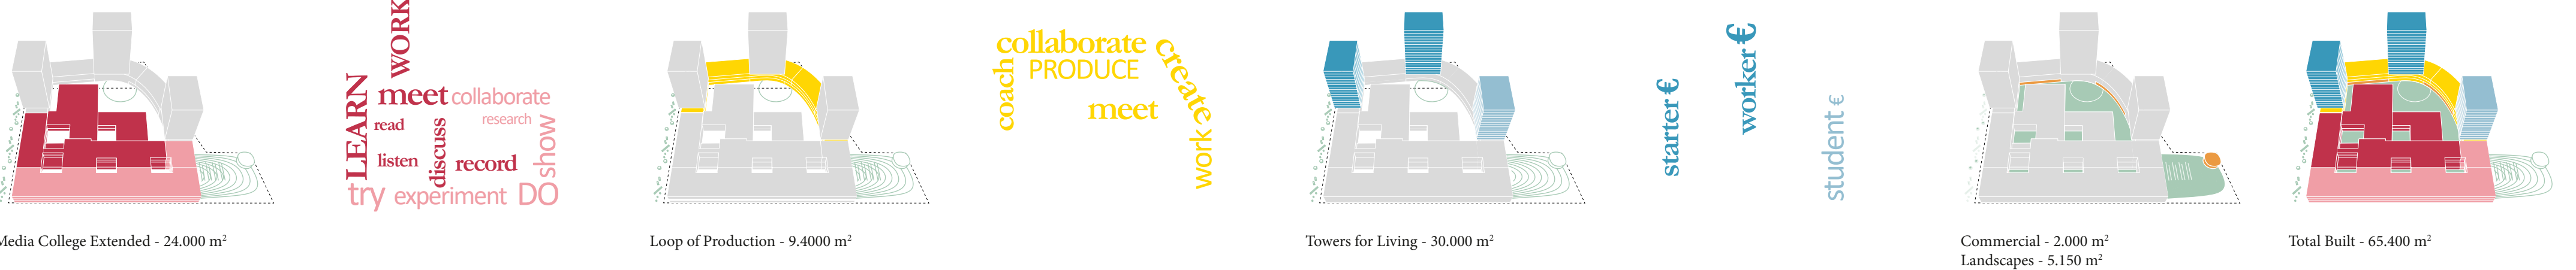 WORK
LEARN
meet collaborate
read
research
discuss
show
listen
record
try experiment DO
collaborate
create
coach
PRODUCE
meet
work
starter €
worker €
student €
Media College Extended - 24.000 m²
Loop of Production - 9.4000 m²
Towers for Living - 30.000 m²
Commercial - 2.000 m²
Landscapes - 5.150 m²
Total Built - 65.400 m²